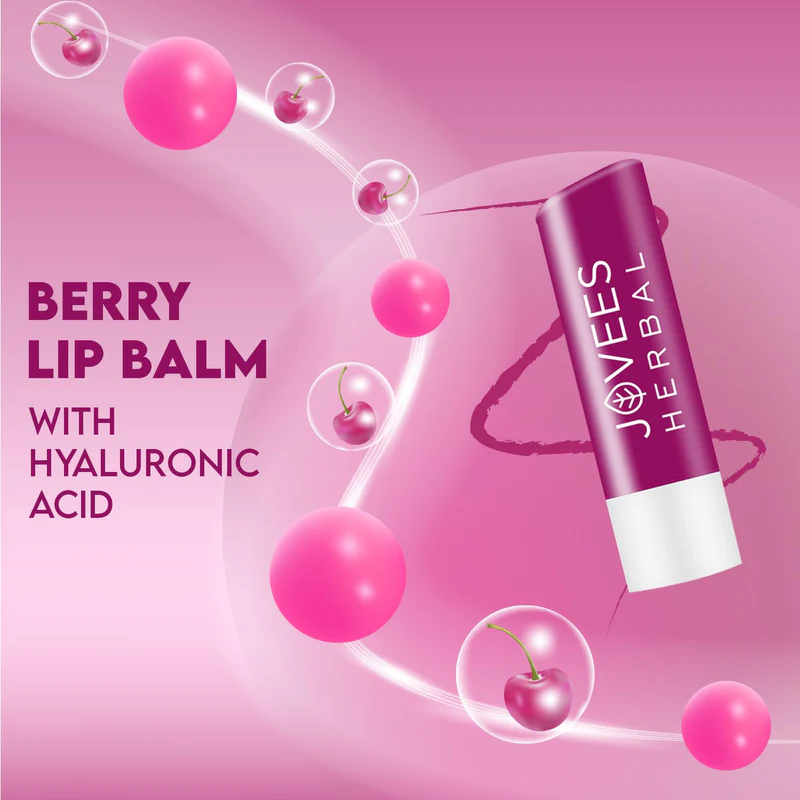 BERRY
LIP BALM
WITH
HYALURONIC
ACID
JOVEES
HERBAL